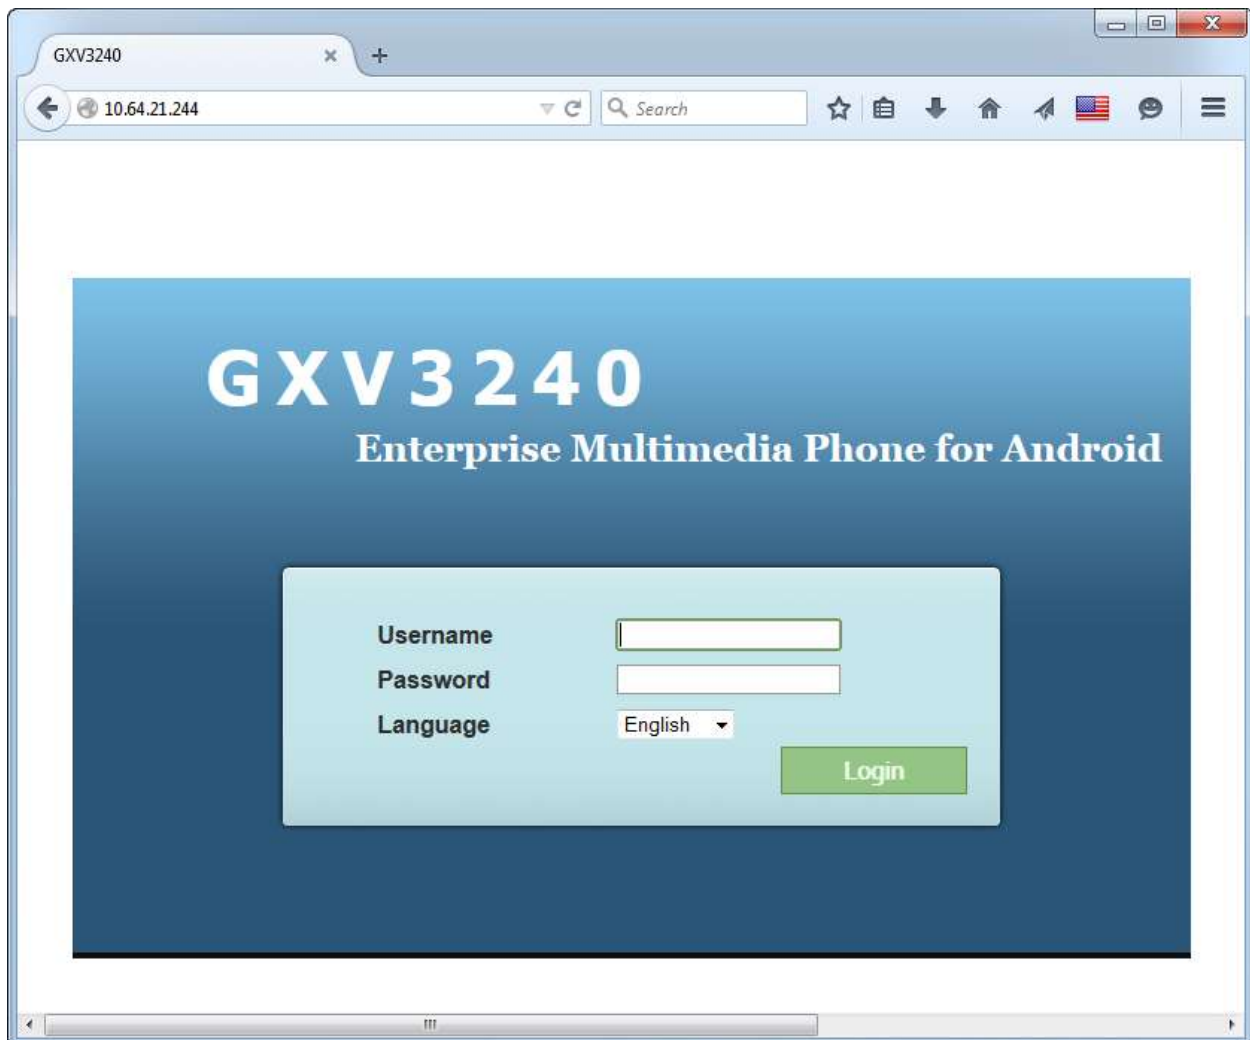 GXV3240
10.64.21.244
Search
GXV3240
Enterprise Multimedia Phone for Android
Username
Password
Language English
Login